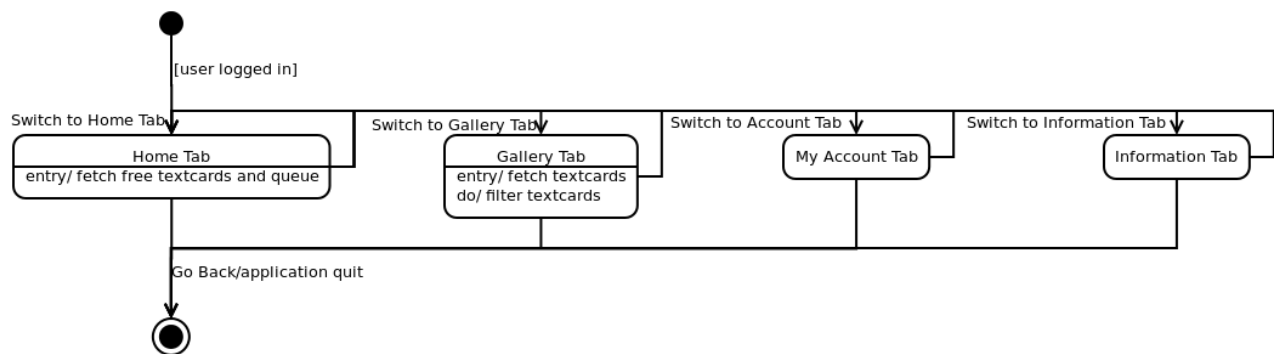 [user logged in]
Switch to Home Tab
Switch to Gallery Tab
Switch to Account Tab
Switch to Information Tab
Home Tab
entry/ fetch free textcards and queue
Gallery Tab
entry/ fetch textcards
do/ filter textcards
My Account Tab
Information Tab
Go Back/application quit